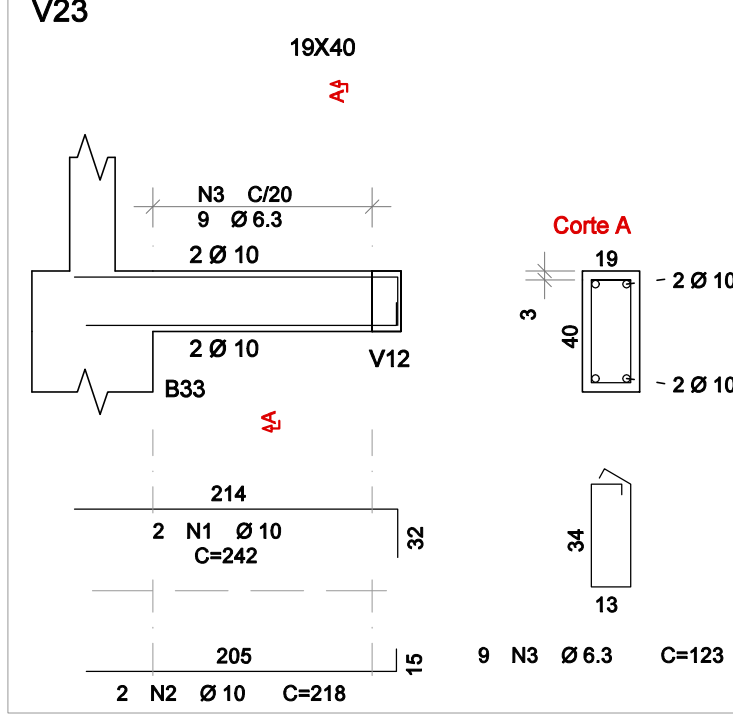 V23
19X40
A
N3 C/20
9 Ø 6.3
2 Ø 10
2 Ø 10
V12
B33
A
Corte A
19
2 Ø 10
3
40
2 Ø 10
214
2 N1 Ø 10
C=242
32
34
13
205
15
2 N2 Ø 10 C=218
9 N3 Ø 6.3 C=123